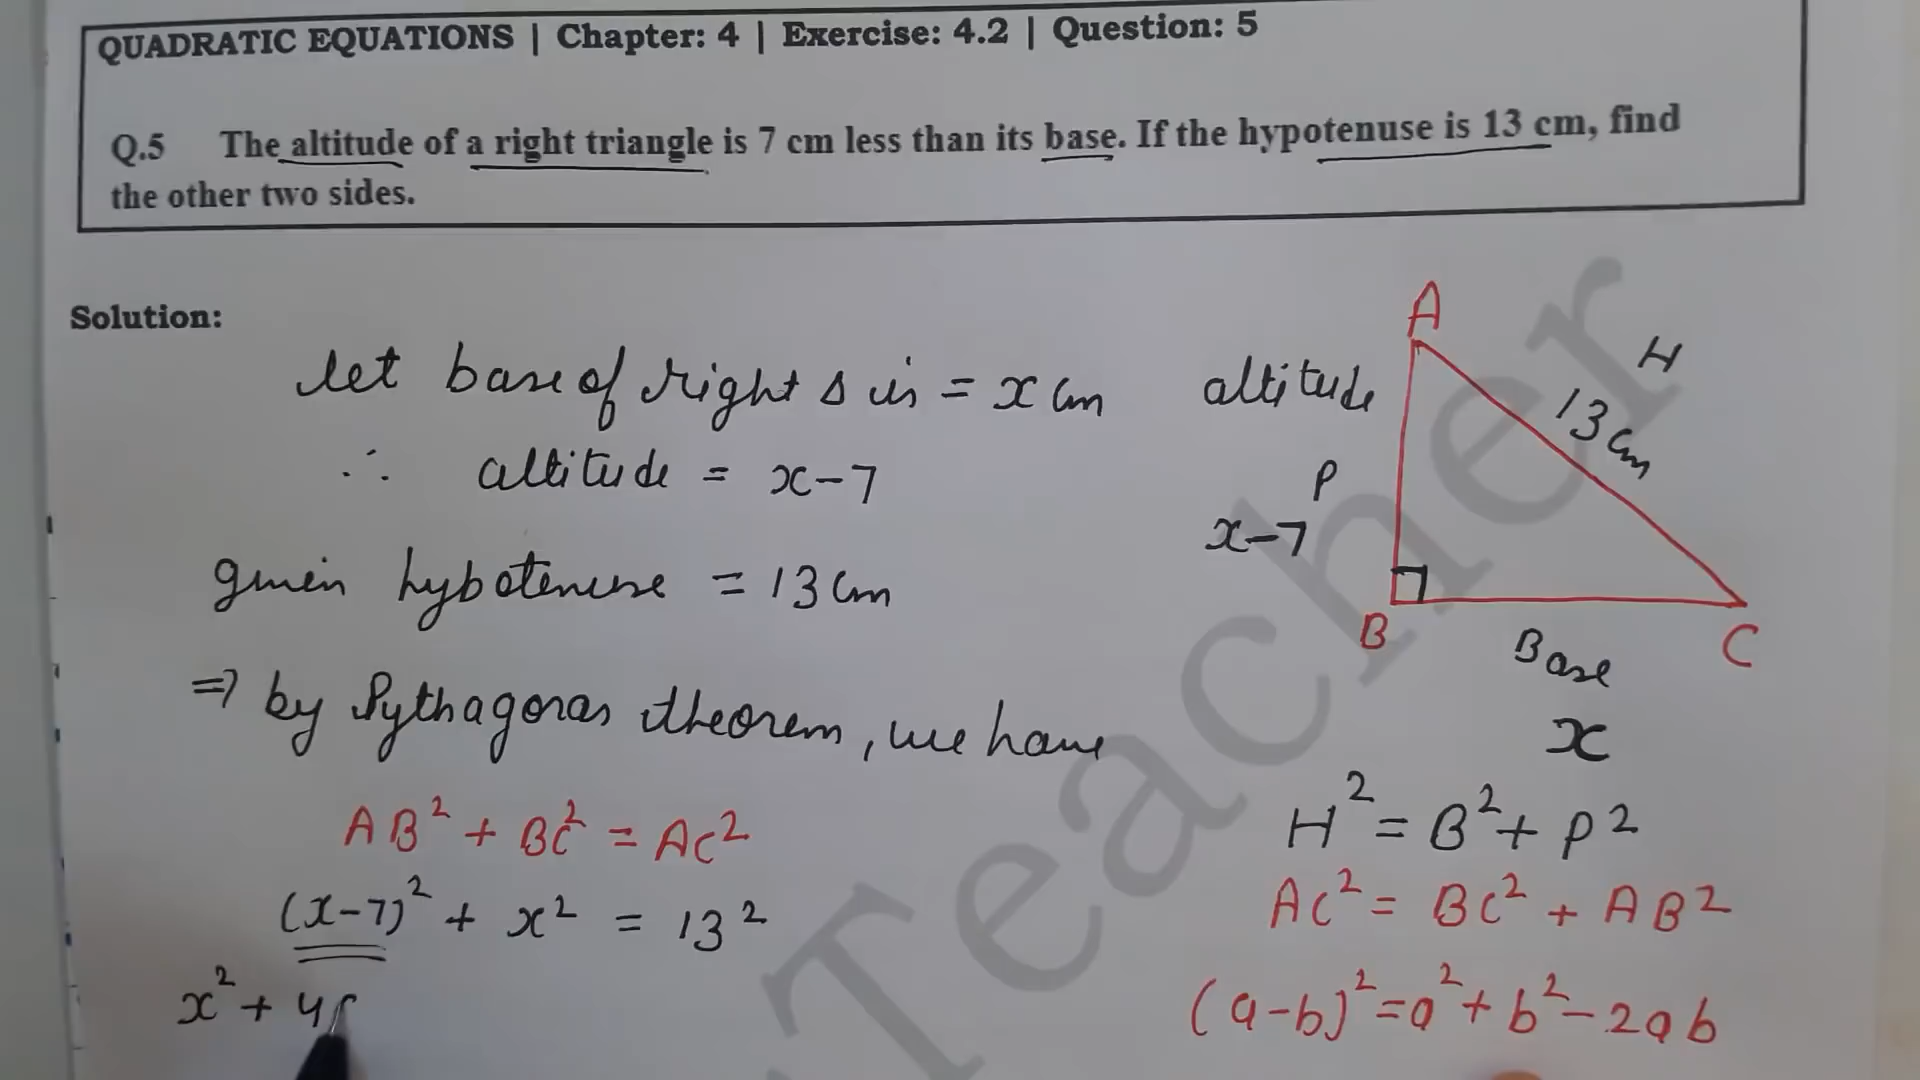 QUADRATIC EQUATIONS | Chapter: 4 | Exercise: 4.2 | Question: 5
Q.5 The altitude of a right triangle is 7 cm less than its base. If the hypotenuse is 13 cm, find
the other two sides.
Solution:
let base of right Δ is = x cm
∴ altitude = x-7
given hypotenuse = 13 cm
⇒ by Pythagoras theorem, we have
AB² + BC² = AC²
(x-7)² + x² = 13²
x² + 4
A
H
altitude
13 cm
P
x-7
B
C
Base
x
H² = B² + P²
AC² = BC² + AB²
(a-b)² = a² + b² - 2ab
Teacher